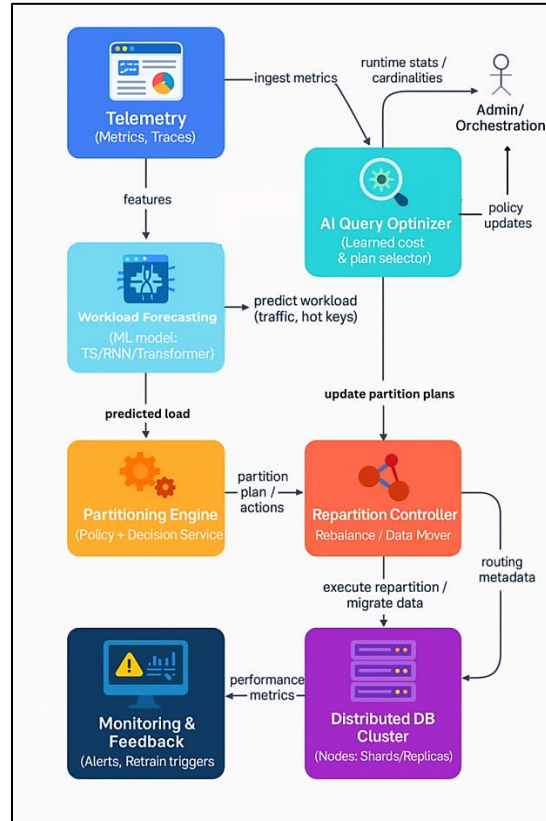 Telemetry
(Metrics, Traces)
ingest metrics
runtime stats /
cardinalities
Admin/
Orchestration
features
AI Query Optinizer
(Learned cost
& plan selector)
policy
updates
Workload Forecasting
(ML model:
TS/RNN/Transformer)
predict workload
(traffic, hot keys)
predicted load
update partition plans
Partitioning Engine
(Policy + Decision Service
partition
plan /
actions
Repartition Controller
Rebalance / Data Mover
routing
metadata
execute repartition /
migrate data
Monitoring &
Feedback
(Alerts, Retrain triggers
performance
metrics
Distributed DB
Cluster
(Nodes: Shards/Replicas)